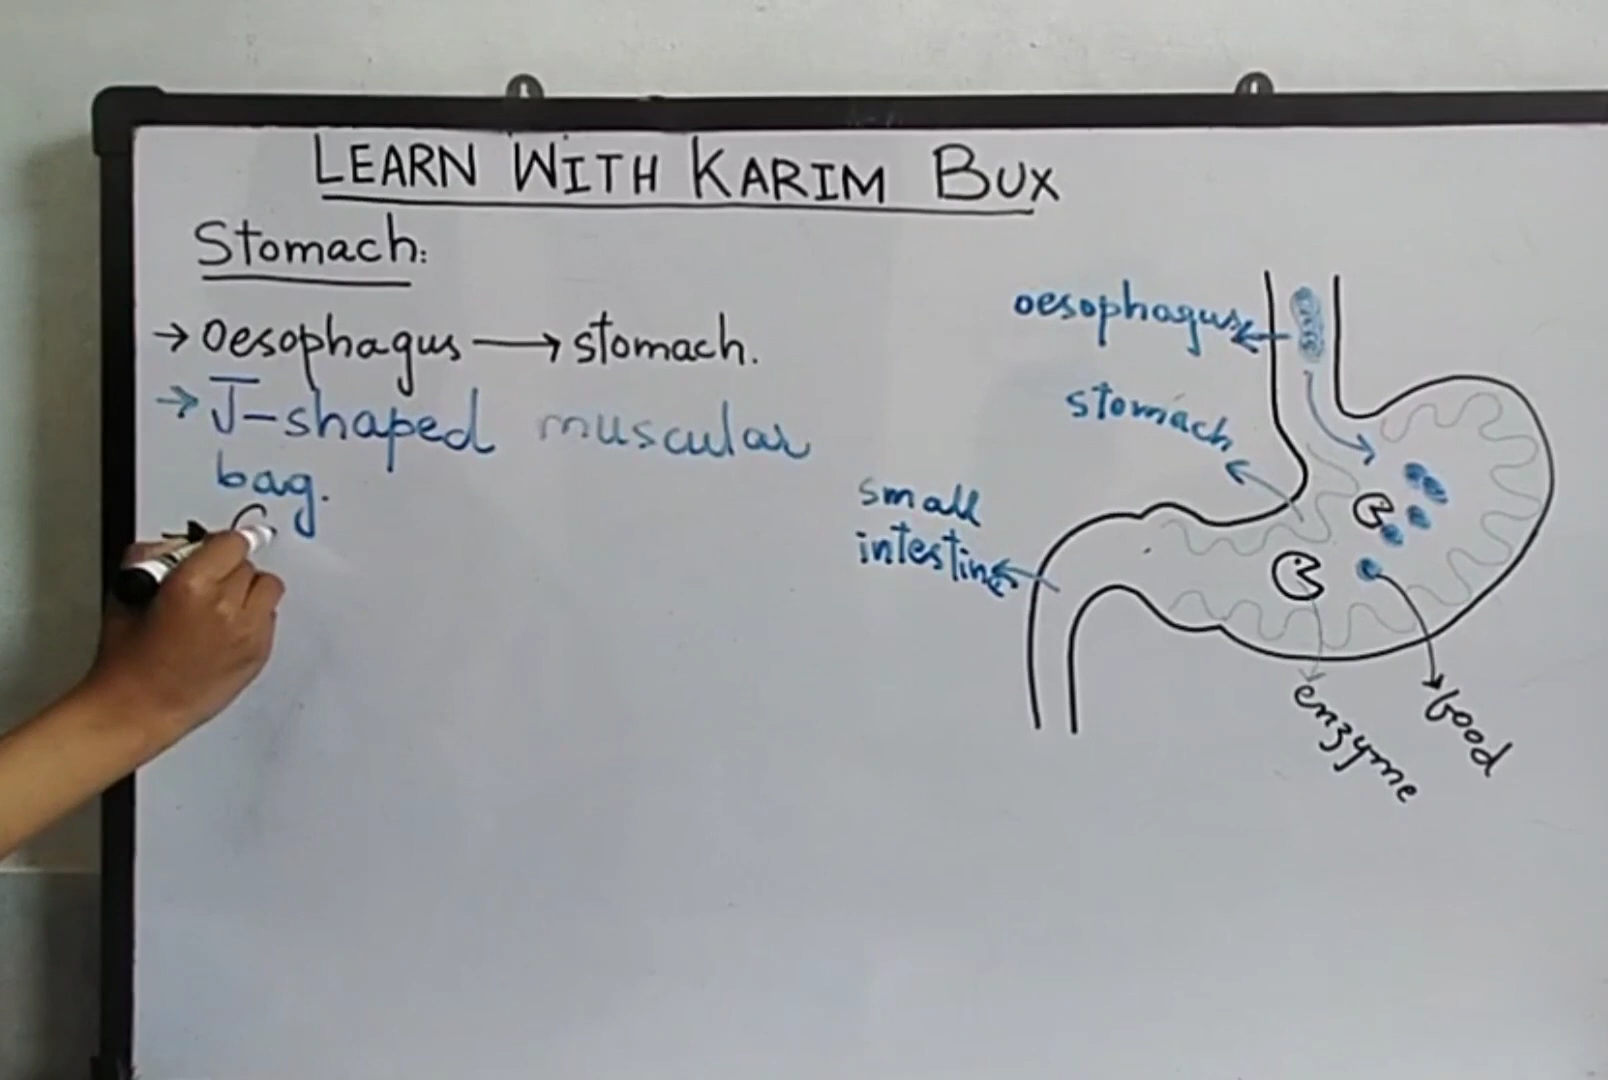 LEARN WITH KARIM BUX
Stomach:
→ Oesophagus ⟶ stomach.
→ J-shaped muscular
bag.
oesophagus
stomach
small
intestine
enzyme
food